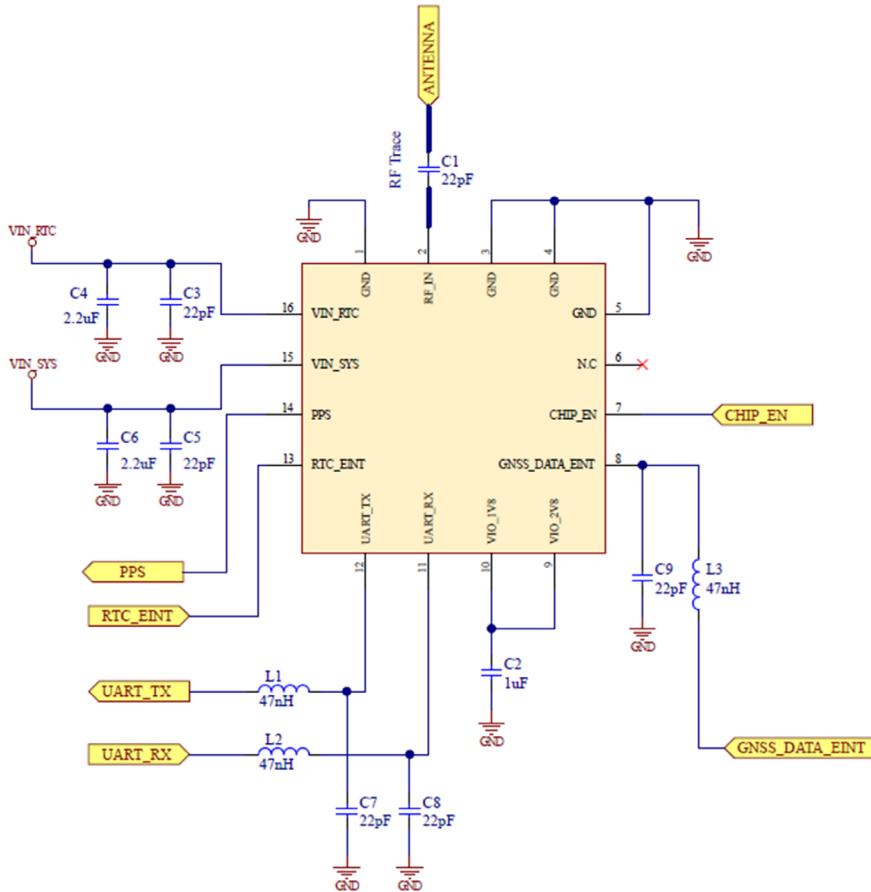 ANTENNA
RF Trace
C1
22pF
GND
GND
VIN_RTC
1
2
3
4
GND
RF_IN
GND
GND
C4
2.2uF
C3
22pF
16
VIN_RTC
GND
5
GND
GND
VIN_SYS
15
VIN_SYS
N.C
6
14
PPS
CHIP_EN
7
CHIP_EN
C6
2.2uF
C5
22pF
13
RTC_EINT
GNSS_DATA_EINT
8
GND
GND
UART_TX
UART_RX
VIO_1V8
VIO_2V8
12
11
10
9
PPS
C9
22pF
L3
47nH
RTC_EINT
GND
C2
1uF
L1
UART_TX
47nH
GND
L2
UART_RX
47nH
GNSS_DATA_EINT
C7
22pF
C8
22pF
GND
GND